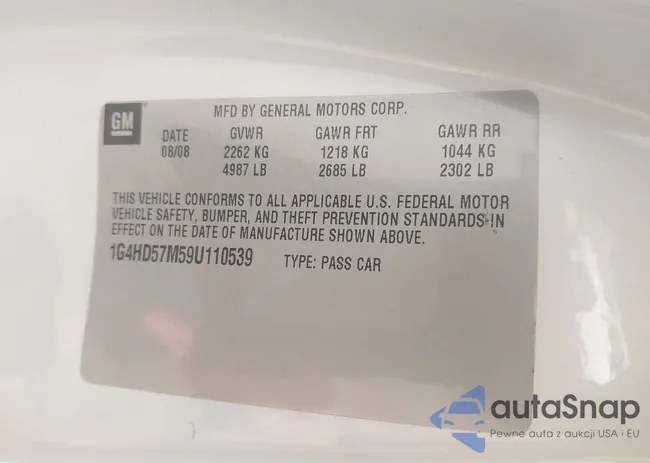 GM
MFD BY GENERAL MOTORS CORP.
DATE GVWR GAWR FRT GAWR RR
08/08 2262 KG 1218 KG 1044 KG
4987 LB 2685 LB 2302 LB
THIS VEHICLE CONFORMS TO ALL APPLICABLE U.S. FEDERAL MOTOR
VEHICLE SAFETY, BUMPER, AND THEFT PREVENTION STANDARDS IN
EFFECT ON THE DATE OF MANUFACTURE SHOWN ABOVE.
1G4HD57M59U110539 TYPE: PASS CAR
autaSnap
Pewne auta z aukcji USA i EU